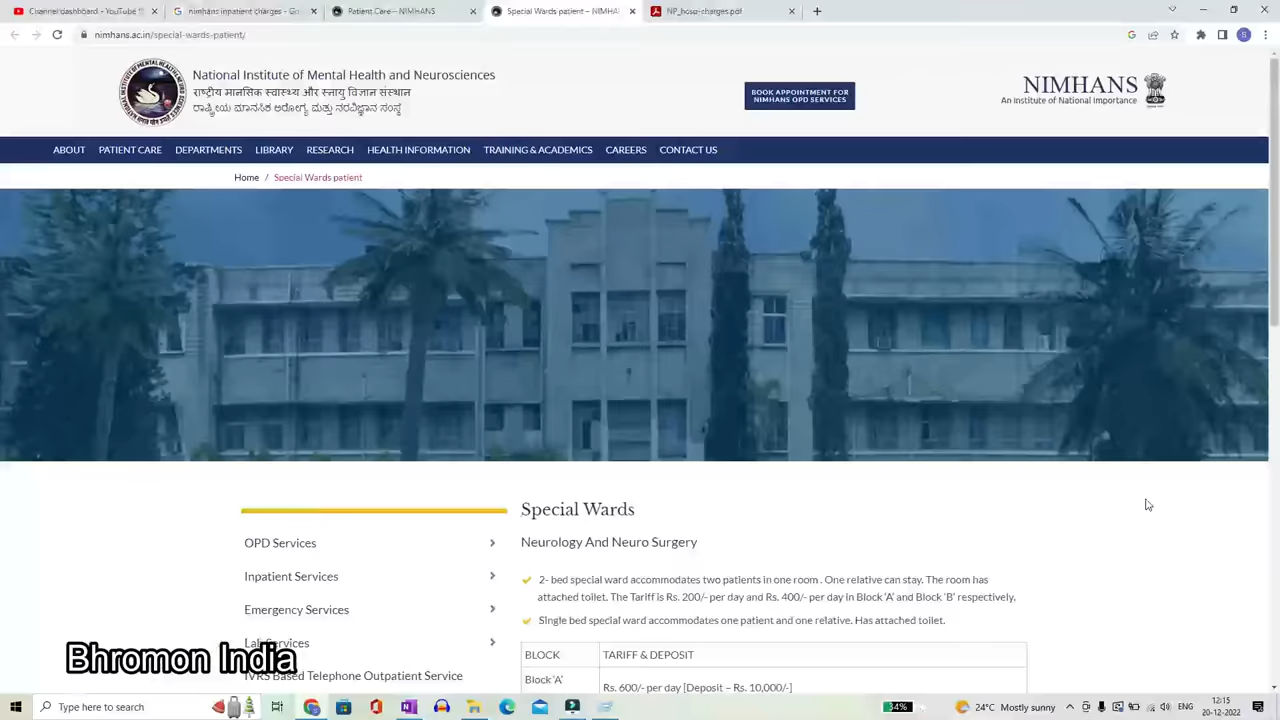 Channel dashboard - YouTube
nimhans inpatient charges - Go
Patient Care – NIMHANS
Special Wards patient – NIMHAN
NP_hosp-charges.pdf
nimhans.ac.in/special-wards-patient/
National Institute of Mental Health and Neurosciences
राष्ट्रीय मानसिक स्वास्थ्य और स्नायु विज्ञान संस्थान
ರಾಷ್ಟ್ರೀಯ ಮಾನಸಿಕ ಆರೋಗ್ಯ ಮತ್ತು ನರವಿಜ್ಞಾನ ಸಂಸ್ಥೆ
BOOK APPOINTMENT FOR
NIMHANS OPD SERVICES
NIMHANS
An Institute of National Importance
ABOUT PATIENT CARE DEPARTMENTS LIBRARY RESEARCH HEALTH INFORMATION TRAINING & ACADEMICS CAREERS CONTACT US
Home / Special Wards patient
OPD Services
Inpatient Services
Emergency Services
Lab Services
IVRS Based Telephone Outpatient Service
Special Wards
Neurology And Neuro Surgery
2- bed special ward accommodates two patients in one room . One relative can stay. The room has
attached toilet. The Tariff is Rs. 200/- per day and Rs. 400/- per day in Block ‘A’ and Block ‘B’ respectively,
Single bed special ward accommodates one patient and one relative. Has attached toilet.
BLOCK TARIFF & DEPOSIT
Block ‘A’ Rs. 600/- per day [Deposit – Rs. 10,000/-]
Bhromon India
Type here to search
34%
24°C Mostly sunny
12:15
20-12-2022